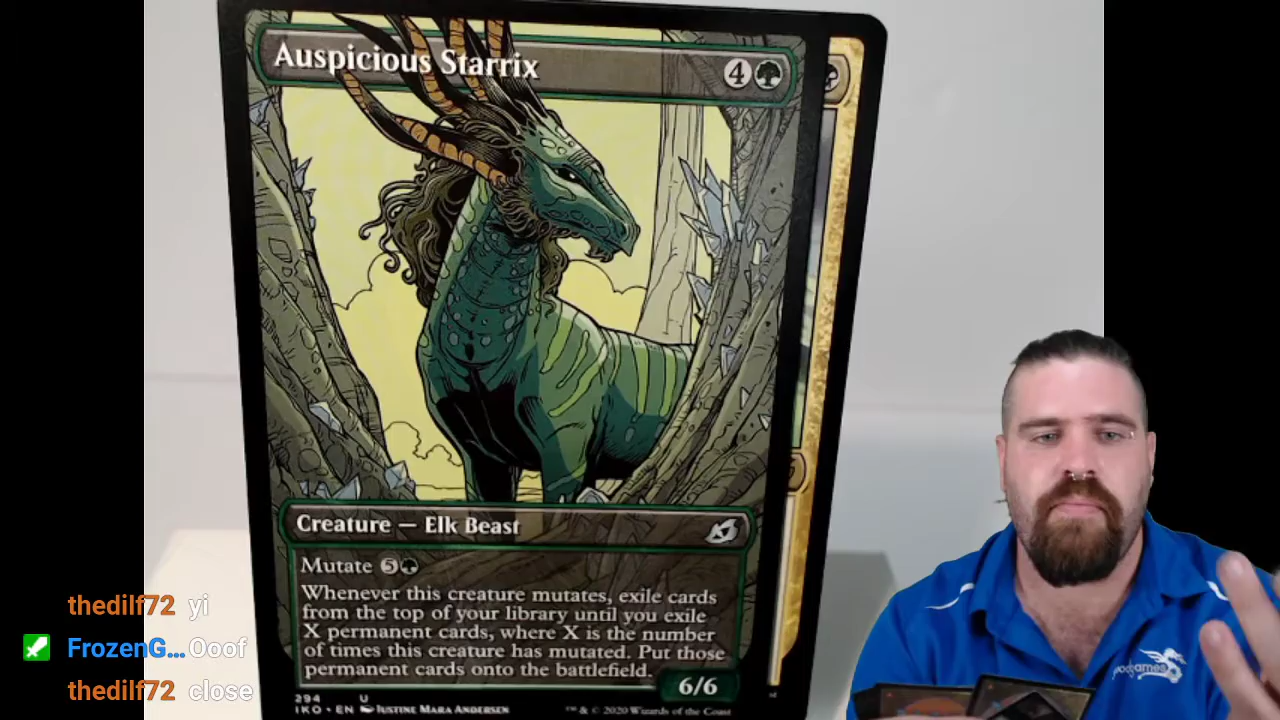 Auspicious Starrix
4
Creature — Elk Beast
Mutate 5
Whenever this creature mutates, exile cards
from the top of your library until you exile
X permanent cards, where X is the number
of times this creature has mutated. Put those
permanent cards onto the battlefield.
6/6
294 U
IKO • EN Justine Mara Andersen
™ & © 2020 Wizards of the Coast
thedilf72 yi
FrozenG... Ooof
thedilf72 close